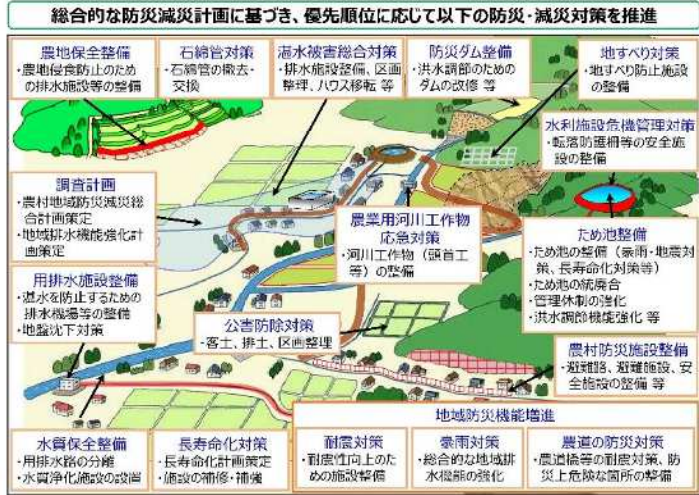 総合的な防災減災計画に基づき、優先順位に応じて以下の防災・減災対策を推進
農地保全整備
・農地侵食防止のため
の排水施設等の整備
石綿管対策
・石綿管の撤去・
交換
湛水被害総合対策
・排水施設整備、区画
整理、ハウス移転 等
防災ダム整備
・洪水調節のための
ダムの改修 等
地すべり対策
・地すべり防止施設
の整備
水利施設危機管理対策
・転落防護柵等の安全施
設の整備
調査計画
・農村地域防災減災総
合計画策定
・地域排水機能強化計
画策定
農業用河川工作物
応急対策
・河川工作物（頭首工
等）の整備
ため池整備
・ため池の整備（豪雨・地震対
策、長寿命化対策等）
・ため池の統廃合
・管理体制の強化
・洪水調節機能強化 等
用排水施設整備
・湛水を防止するための
排水機場等の整備
・地盤沈下対策
公害防除対策
・客土、排土、区画整理
農村防災施設整備
・避難路、避難施設、安
全施設の整備 等
地域防災機能増進
水質保全整備
・用排水路の分離
・水質浄化施設の設置
長寿命化対策
・長寿命化計画策定
・施設の補修・補強
耐震対策
・耐震性向上のた
めの施設整備
豪雨対策
・総合的な地域排
水機能の強化
農道の防災対策
・農道橋等の耐震対策、防
災上危険な箇所の整備